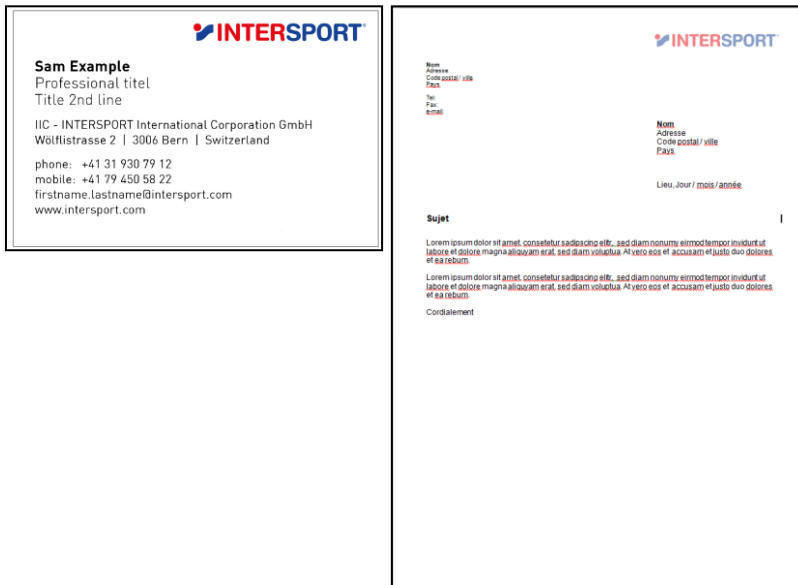 INTERSPORT
Sam Example
Professional titel
Title 2nd line
IIC - INTERSPORT International Corporation GmbH
Wölflistrasse 2 | 3006 Bern | Switzerland
phone: +41 31 930 79 12
mobile: +41 79 450 58 22
firstname.lastname@intersport.com
www.intersport.com
INTERSPORT
Nom
Adresse
Code postal / ville
Pays
Tel:
Fax:
e-mail:
Nom
Adresse
Code postal / ville
Pays
Lieu, Jour / mois / année
Sujet
Lorem ipsum dolor sit amet, consetetur sadipscing elitr, sed diam nonumy eirmod tempor invidunt ut
labore et dolore magna aliquyam erat, sed diam voluptua. At vero eos et accusam et justo duo dolores
et ea rebum.
Lorem ipsum dolor sit amet, consetetur sadipscing elitr, sed diam nonumy eirmod tempor invidunt ut
labore et dolore magna aliquyam erat, sed diam voluptua. At vero eos et accusam et justo duo dolores
et ea rebum.
Cordialement